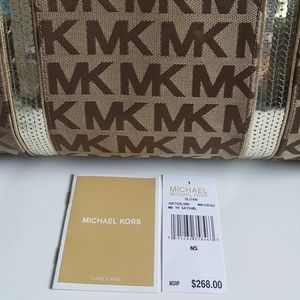 MK MK MK
MK MK MK
MK MK MK
MK MK MK
MICHAEL KORS
CARE CARD
MICHAEL
MICHAEL KORS
SLOAN
MD TH SATCHEL
NS
MSRP $268.00